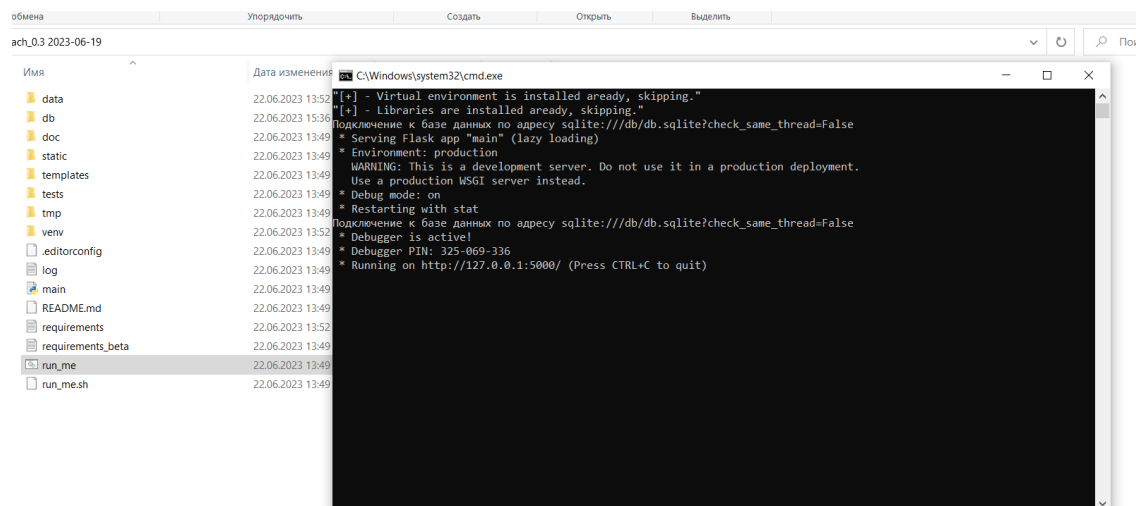 обмена Упорядочить Создать Открыть Выделить
ach_0.3 2023-06-19
Имя Дата изменения
data 22.06.2023 13:52
db 22.06.2023 15:36
doc 22.06.2023 13:49
static 22.06.2023 13:49
templates 22.06.2023 13:49
tests 22.06.2023 13:49
tmp 22.06.2023 13:49
venv 22.06.2023 13:52
.editorconfig 22.06.2023 13:49
log 22.06.2023 13:49
main 22.06.2023 13:49
README.md 22.06.2023 13:49
requirements 22.06.2023 13:52
requirements_beta 22.06.2023 13:49
run_me 22.06.2023 13:49
run_me.sh 22.06.2023 13:49
C:\Windows\system32\cmd.exe
"[+] - Virtual environment is installed aready, skipping."
"[+] - Libraries are installed aready, skipping."
Подключение к базе данных по адресу sqlite:///db/db.sqlite?check_same_thread=False
* Serving Flask app "main" (lazy loading)
* Environment: production
WARNING: This is a development server. Do not use it in a production deployment.
Use a production WSGI server instead.
* Debug mode: on
* Restarting with stat
Подключение к базе данных по адресу sqlite:///db/db.sqlite?check_same_thread=False
* Debugger is active!
* Debugger PIN: 325-069-336
* Running on http://127.0.0.1:5000/ (Press CTRL+C to quit)